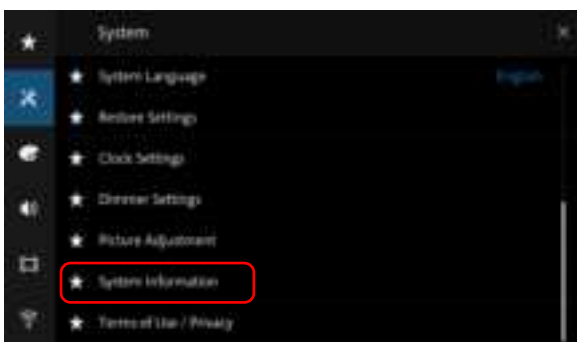 System
System Language English
Restore Settings
Clock Settings
Dimmer Settings
Picture Adjustment
System Information
Terms of Use / Privacy